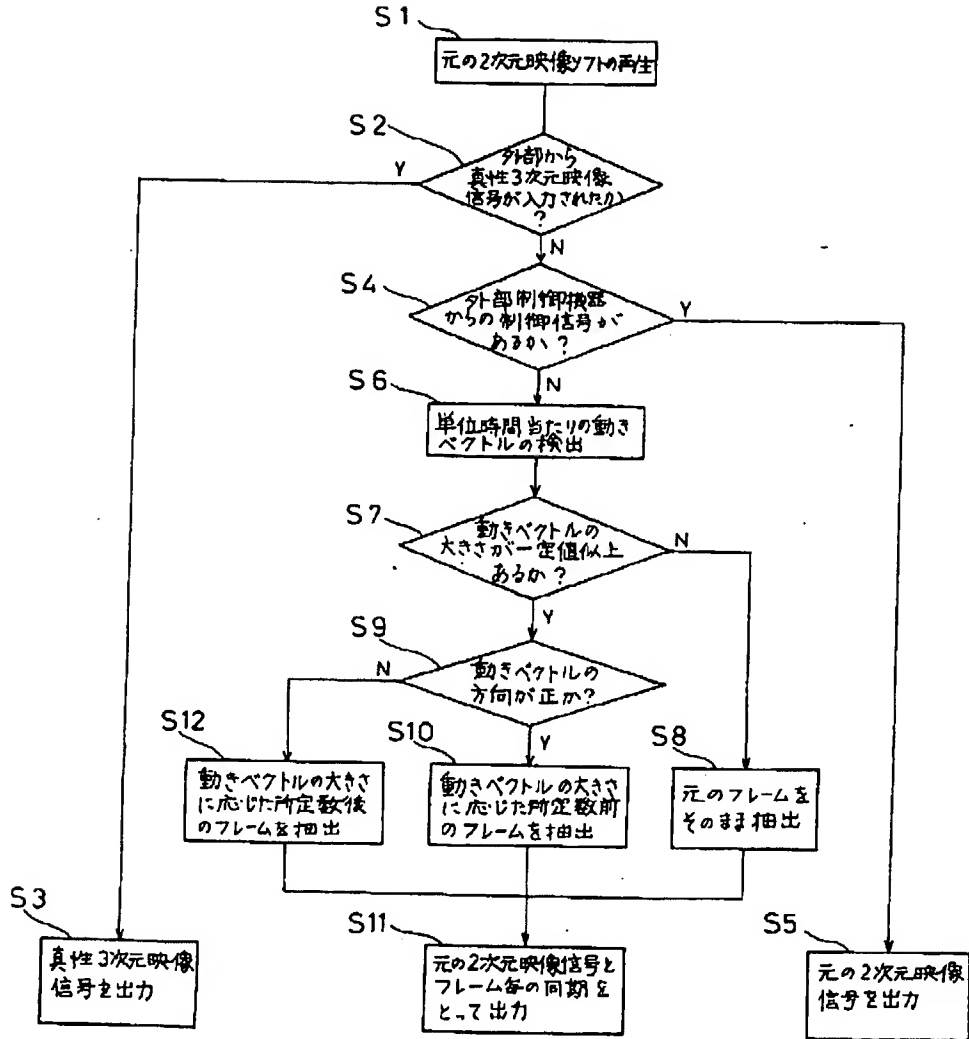 S1
元の2次元映像ソフトの再生
S2
外部から
真性3次元映像
信号が入力されたか
?
Y
N
S4
外部制御機器
からの制御信号が
あるか?
Y
N
S6
単位時間当たりの動き
ベクトルの検出
S7
動きベクトルの
大きさが一定値以上
あるか?
N
Y
S9
動きベクトルの
方向が正か?
N
Y
S12
動きベクトルの大きさ
に応じた所定数後
のフレームを抽出
S10
動きベクトルの大きさ
に応じた所定数前
のフレームを抽出
S8
元のフレームを
そのまま抽出
S3
真性3次元映像
信号を出力
S11
元の2次元映像信号と
フレーム毎の同期を
とって出力
S5
元の2次元映像
信号を出力